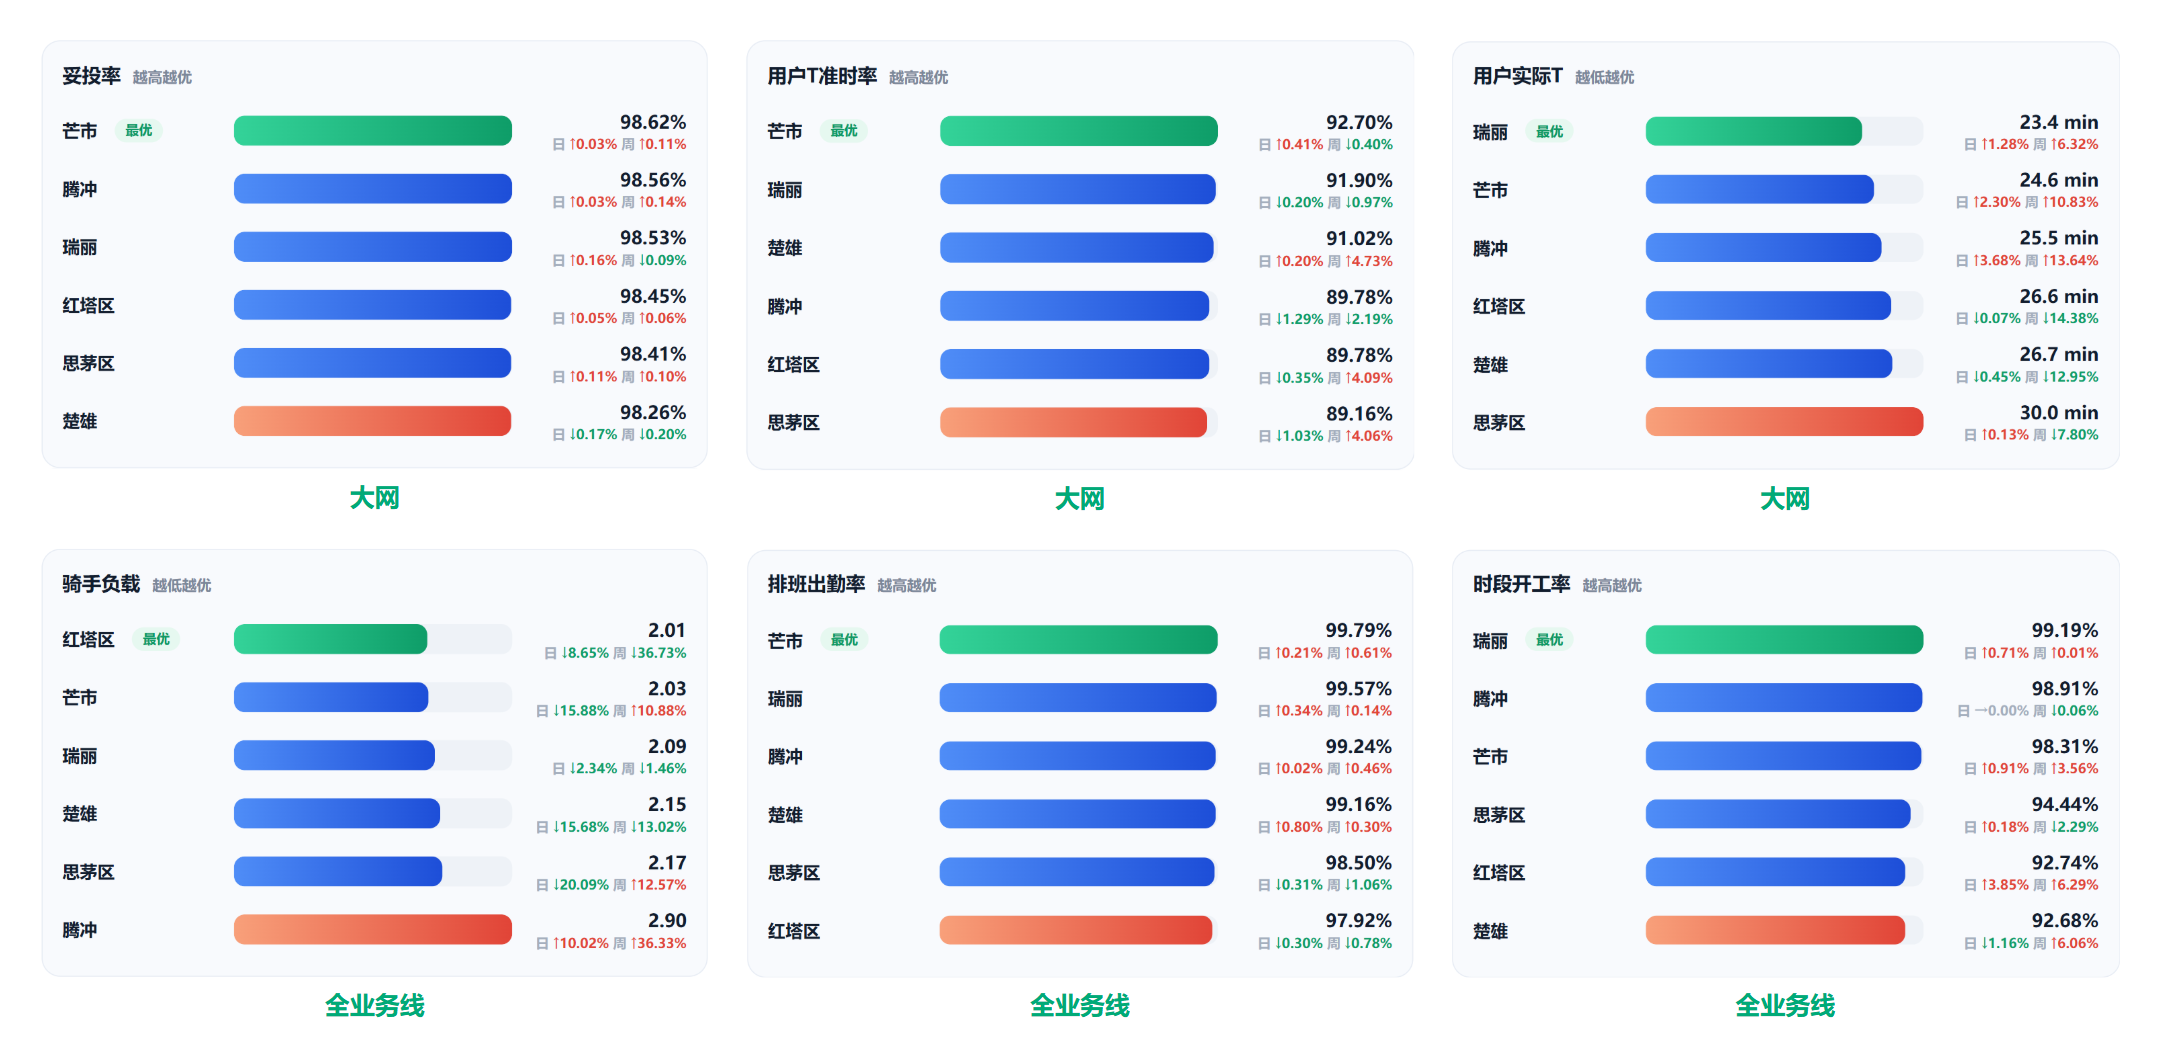 妥投率 越高越优
芒市 最优 98.62%
日 ↑0.03% 周 ↑0.11%
腾冲 98.56%
日 ↑0.03% 周 ↑0.14%
瑞丽 98.53%
日 ↑0.16% 周 ↓0.09%
红塔区 98.45%
日 ↑0.05% 周 ↑0.06%
思茅区 98.41%
日 ↑0.11% 周 ↑0.10%
楚雄 98.26%
日 ↓0.17% 周 ↓0.20%
大网
用户T准时率 越高越优
芒市 最优 92.70%
日 ↑0.41% 周 ↓0.40%
瑞丽 91.90%
日 ↓0.20% 周 ↓0.97%
楚雄 91.02%
日 ↑0.20% 周 ↑4.73%
腾冲 89.78%
日 ↓1.29% 周 ↓2.19%
红塔区 89.78%
日 ↓0.35% 周 ↑4.09%
思茅区 89.16%
日 ↓1.03% 周 ↑4.06%
大网
用户实际T 越低越优
瑞丽 最优 23.4 min
日 ↑1.28% 周 ↑6.32%
芒市 24.6 min
日 ↑2.30% 周 ↑10.83%
腾冲 25.5 min
日 ↑3.68% 周 ↑13.64%
红塔区 26.6 min
日 ↓0.07% 周 ↓14.38%
楚雄 26.7 min
日 ↓0.45% 周 ↓12.95%
思茅区 30.0 min
日 ↑0.13% 周 ↓7.80%
大网
骑手负载 越低越优
红塔区 最优 2.01
日 ↓8.65% 周 ↓36.73%
芒市 2.03
日 ↓15.88% 周 ↑10.88%
瑞丽 2.09
日 ↓2.34% 周 ↓1.46%
楚雄 2.15
日 ↓15.68% 周 ↓13.02%
思茅区 2.17
日 ↓20.09% 周 ↑12.57%
腾冲 2.90
日 ↑10.02% 周 ↑36.33%
全业务线
排班出勤率 越高越优
芒市 最优 99.79%
日 ↑0.21% 周 ↑0.61%
瑞丽 99.57%
日 ↑0.34% 周 ↑0.14%
腾冲 99.24%
日 ↑0.02% 周 ↑0.46%
楚雄 99.16%
日 ↑0.80% 周 ↑0.30%
思茅区 98.50%
日 ↓0.31% 周 ↓1.06%
红塔区 97.92%
日 ↓0.30% 周 ↓0.78%
全业务线
时段开工率 越高越优
瑞丽 最优 99.19%
日 ↑0.71% 周 ↑0.01%
腾冲 98.91%
日 →0.00% 周 ↓0.06%
芒市 98.31%
日 ↑0.91% 周 ↑3.56%
思茅区 94.44%
日 ↑0.18% 周 ↓2.29%
红塔区 92.74%
日 ↑3.85% 周 ↑6.29%
楚雄 92.68%
日 ↓1.16% 周 ↑6.06%
全业务线